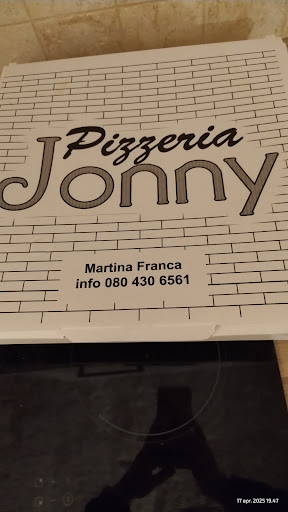 Pizzeria
Jonny
Martina Franca
info 080 430 6561
17 apr. 2025 19.47